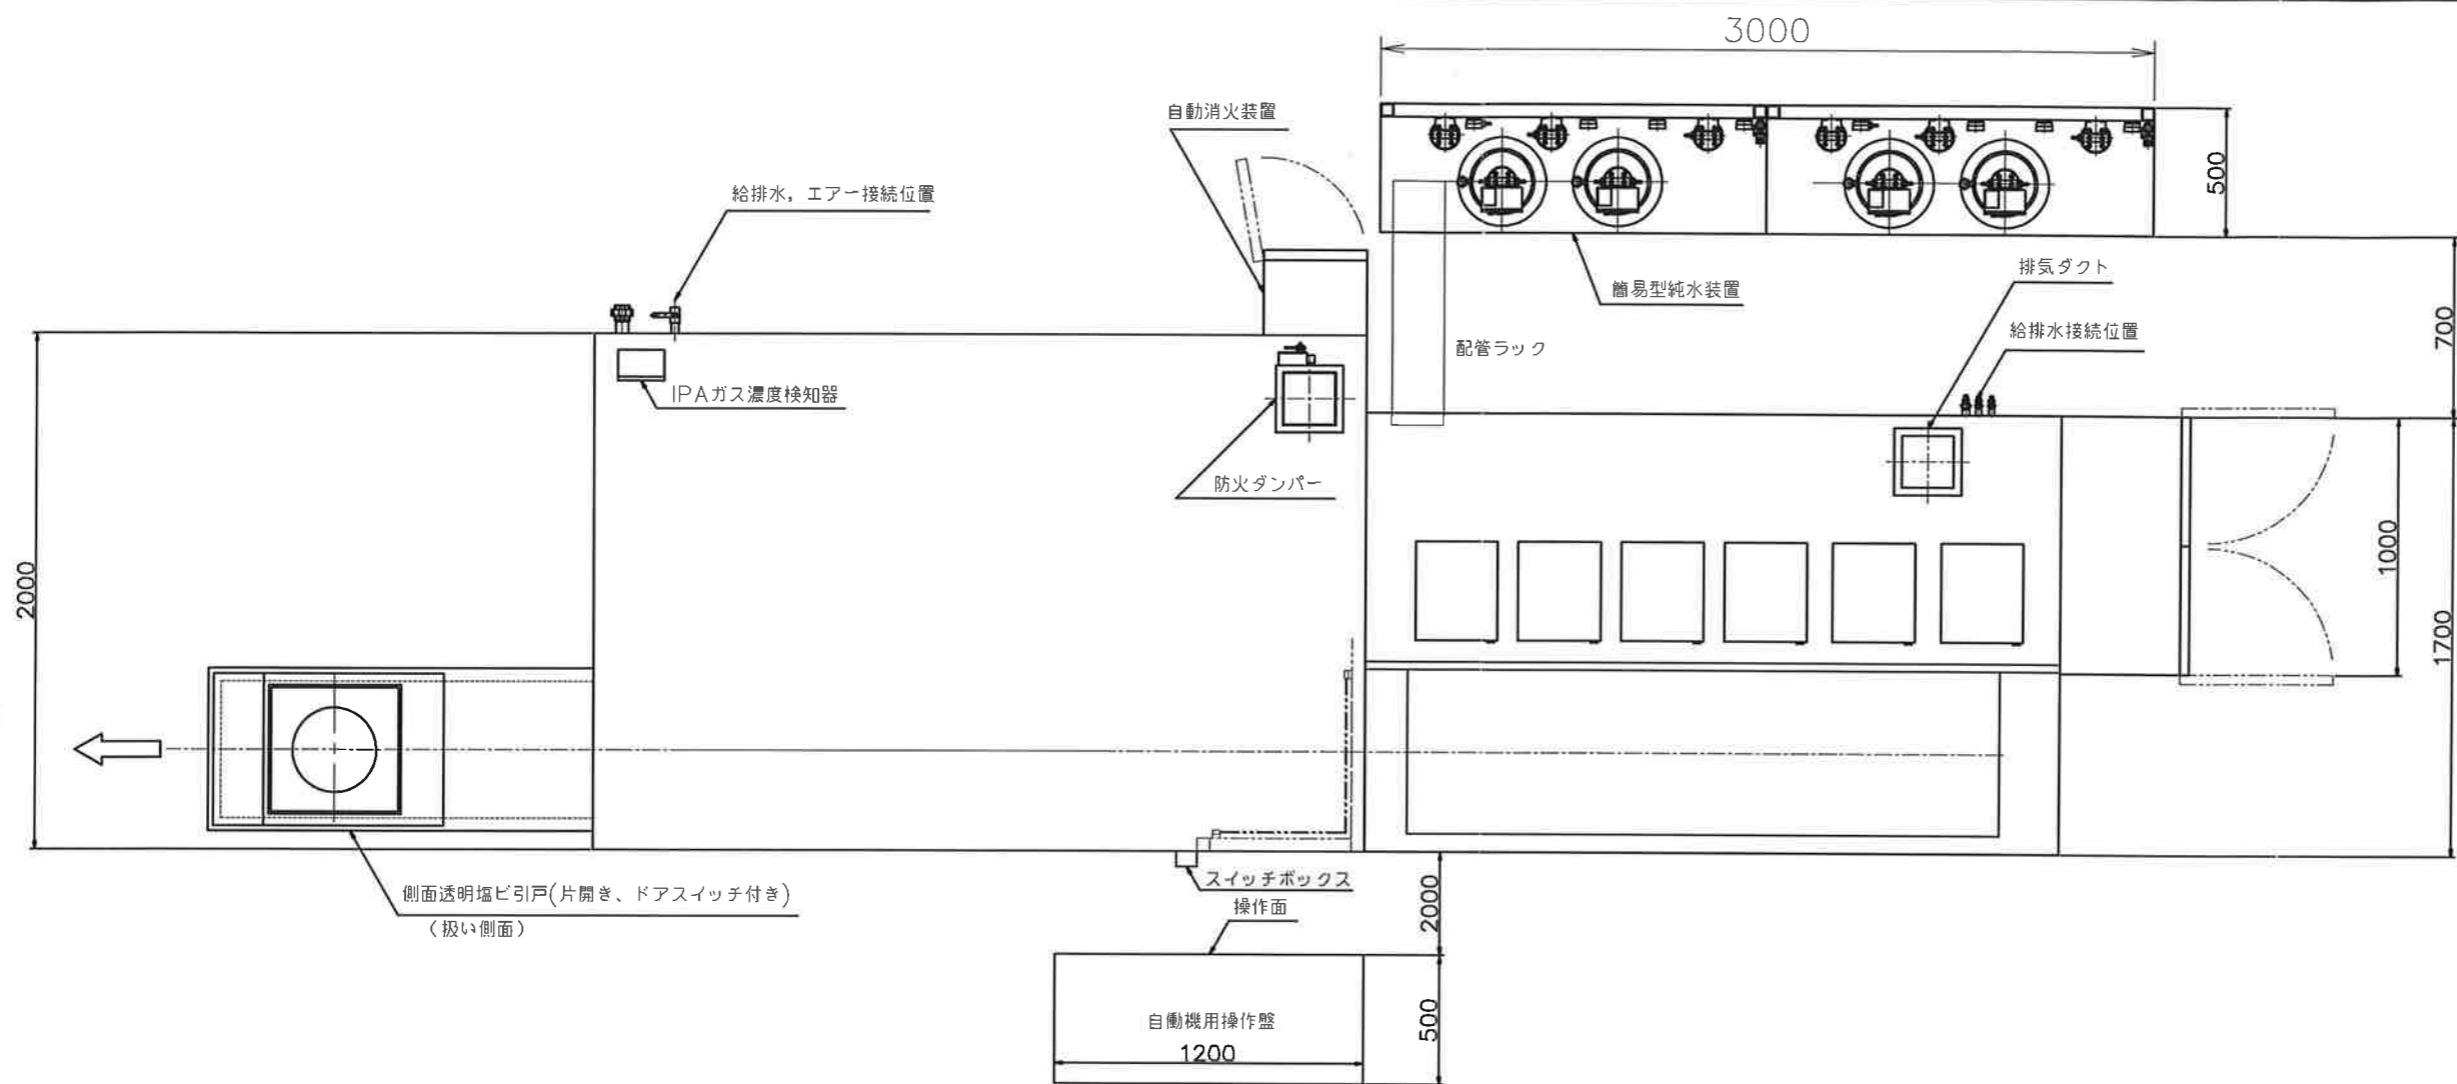 3000
自動消火装置
500
給排水，エアー接続位置
排気ダクト
簡易型純水装置
700
給排水接続位置
配管ラック
IPAガス濃度検知器
防火ダンパー
2000
1000
1700
スイッチボックス
側面透明塩ビ引戸(片開き、ドアスイッチ付き)
（扱い側面）
操作面
2000
自働機用操作盤
1200
500